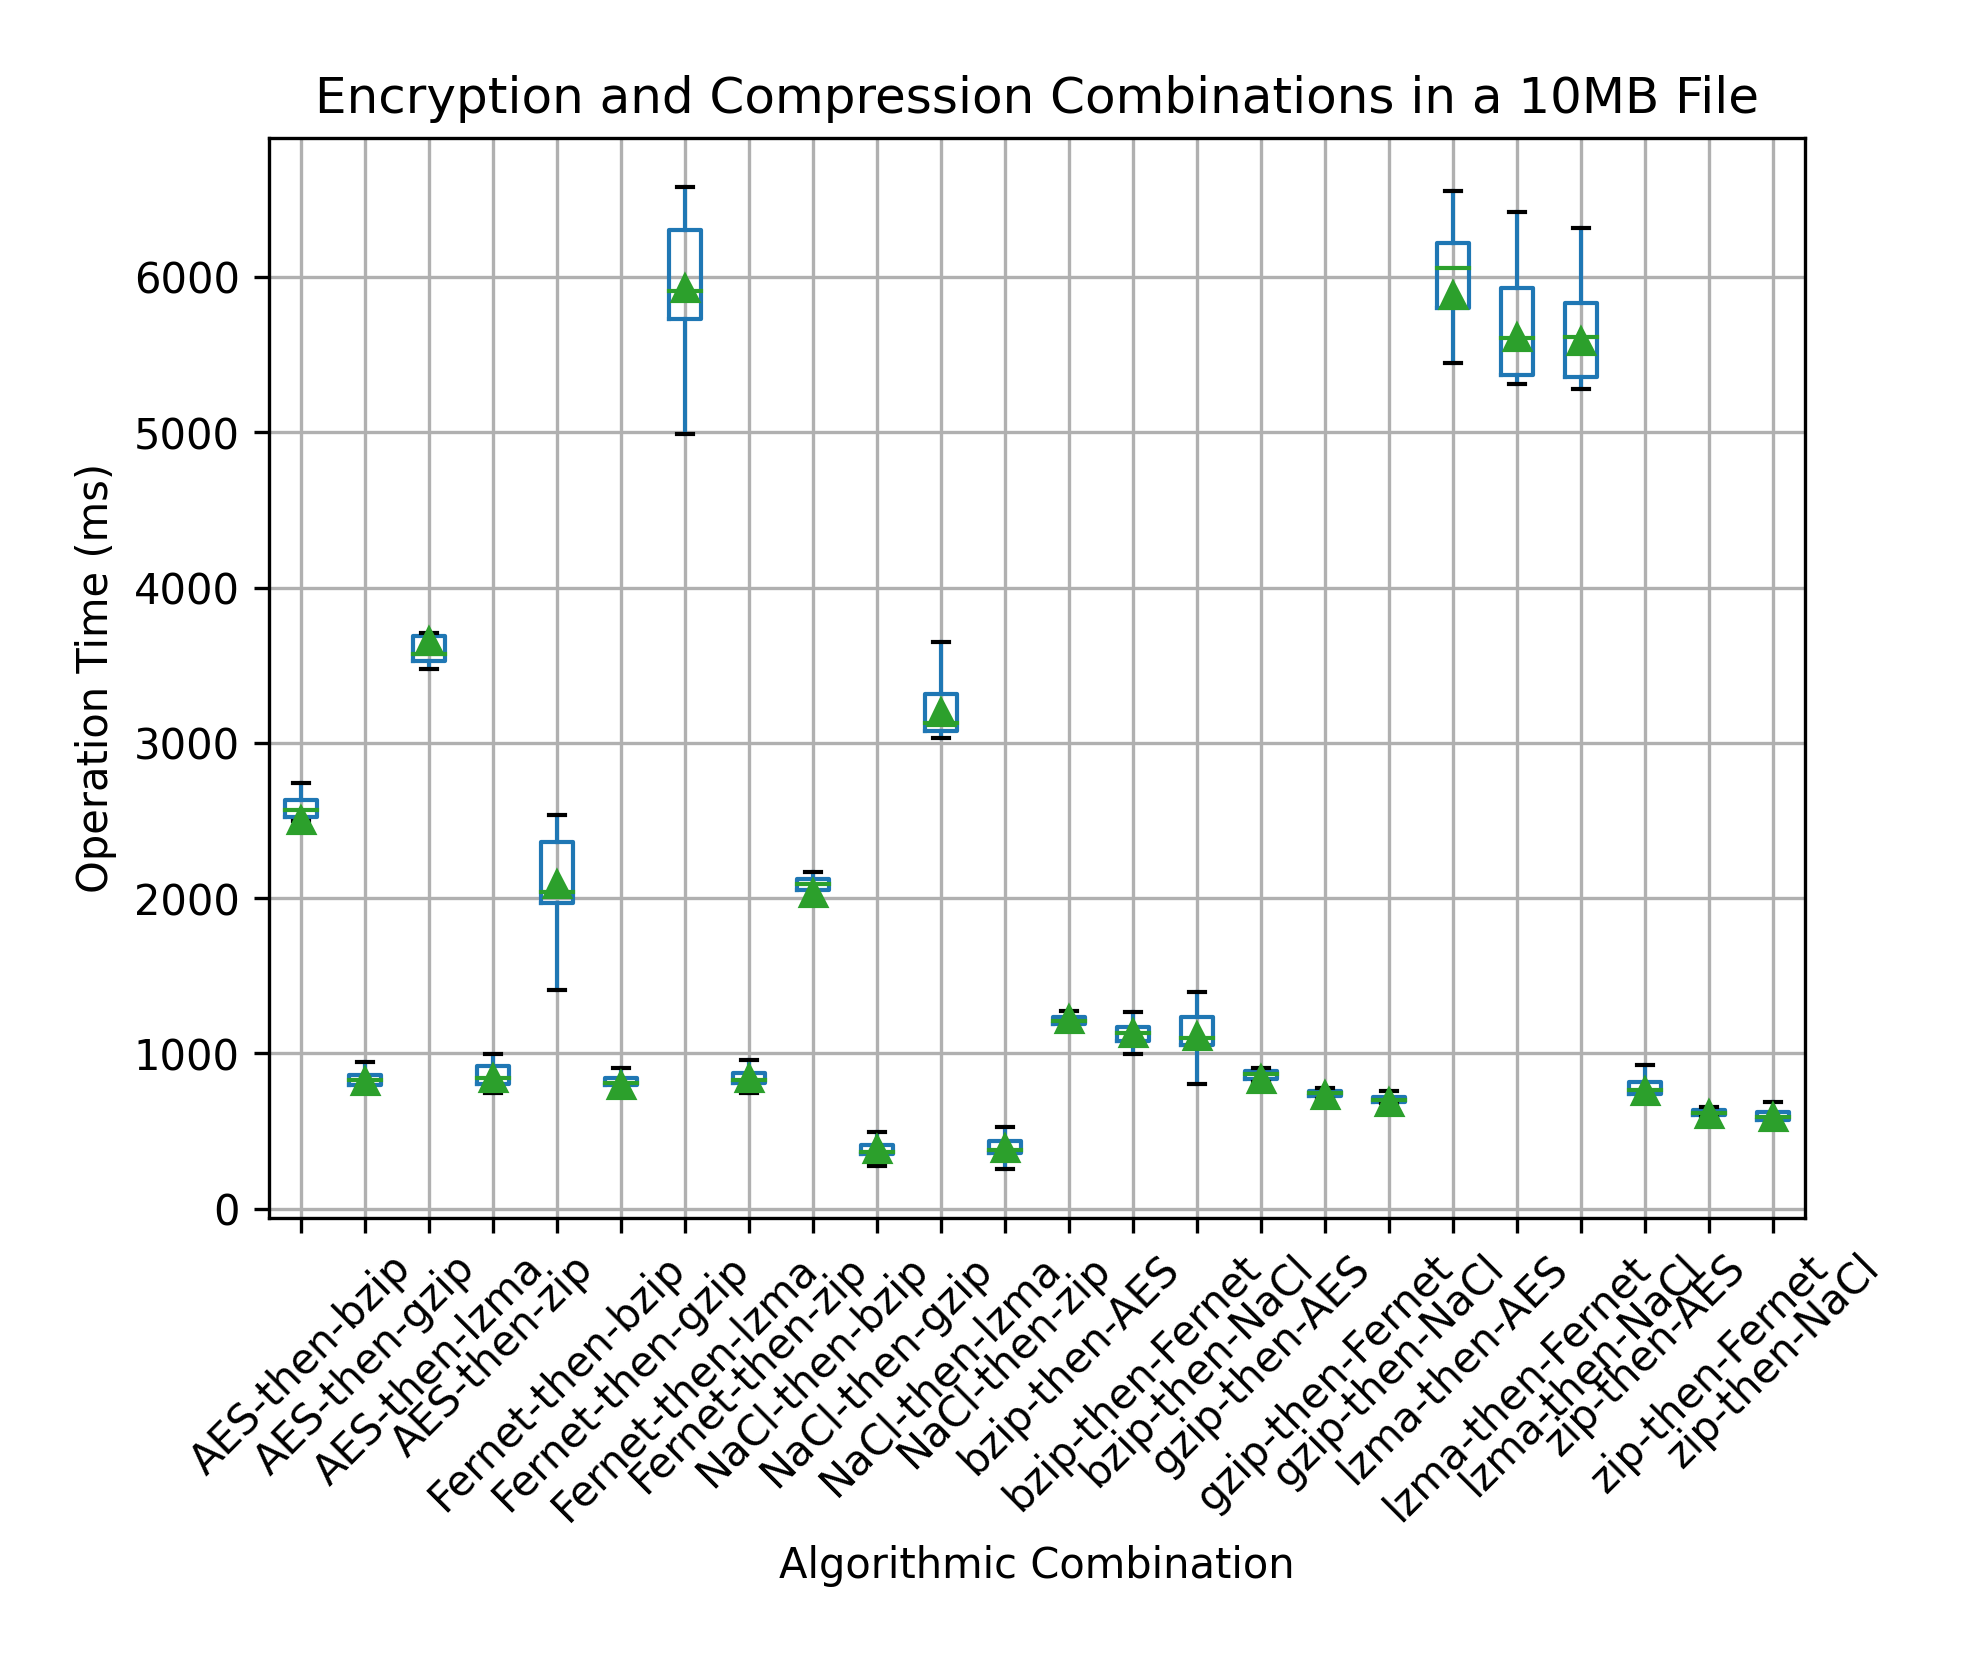 Encryption and Compression Combinations in a 10MB File
Operation Time (ms)
6000
5000
4000
3000
2000
1000
0
AES-then-bzip
AES-then-gzip
AES-then-lzma
AES-then-zip
Fernet-then-bzip
Fernet-then-gzip
Fernet-then-lzma
Fernet-then-zip
NaCl-then-bzip
NaCl-then-gzip
NaCl-then-lzma
NaCl-then-zip
bzip-then-AES
bzip-then-Fernet
bzip-then-NaCl
gzip-then-AES
gzip-then-Fernet
gzip-then-NaCl
lzma-then-AES
lzma-then-Fernet
lzma-then-NaCl
zip-then-AES
zip-then-Fernet
zip-then-NaCl
Algorithmic Combination